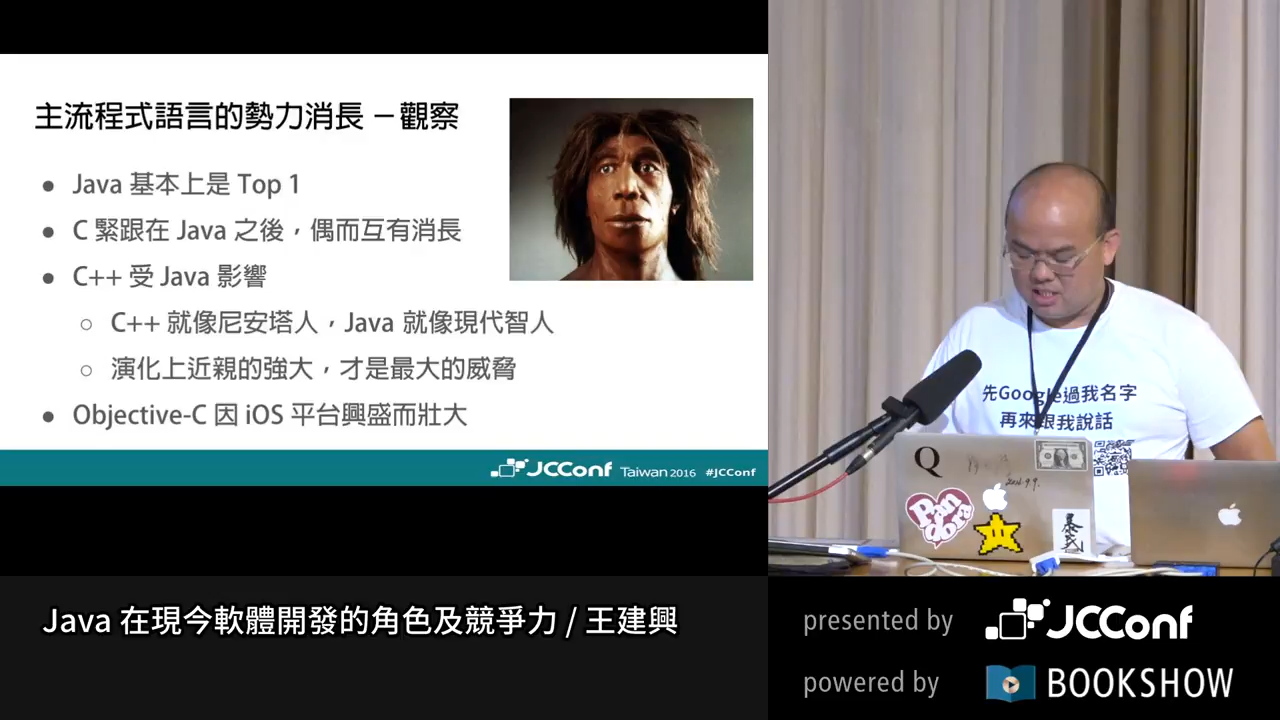 主流程式語言的勢力消長 – 觀察
● Java 基本上是 Top 1
● C 緊跟在 Java 之後，偶而互有消長
● C++ 受 Java 影響
○ C++ 就像尼安塔人，Java 就像現代智人
○ 演化上近親的強大，才是最大的威脅
● Objective-C 因 iOS 平台興盛而壯大
JCConf Taiwan 2016 #JCConf
先Google過我名字
再來跟我說話
Q
2016.9.9.
Pandora
Java 在現今軟體開發的角色及競爭力 / 王建興
presented by JCConf
powered by BOOKSHOW